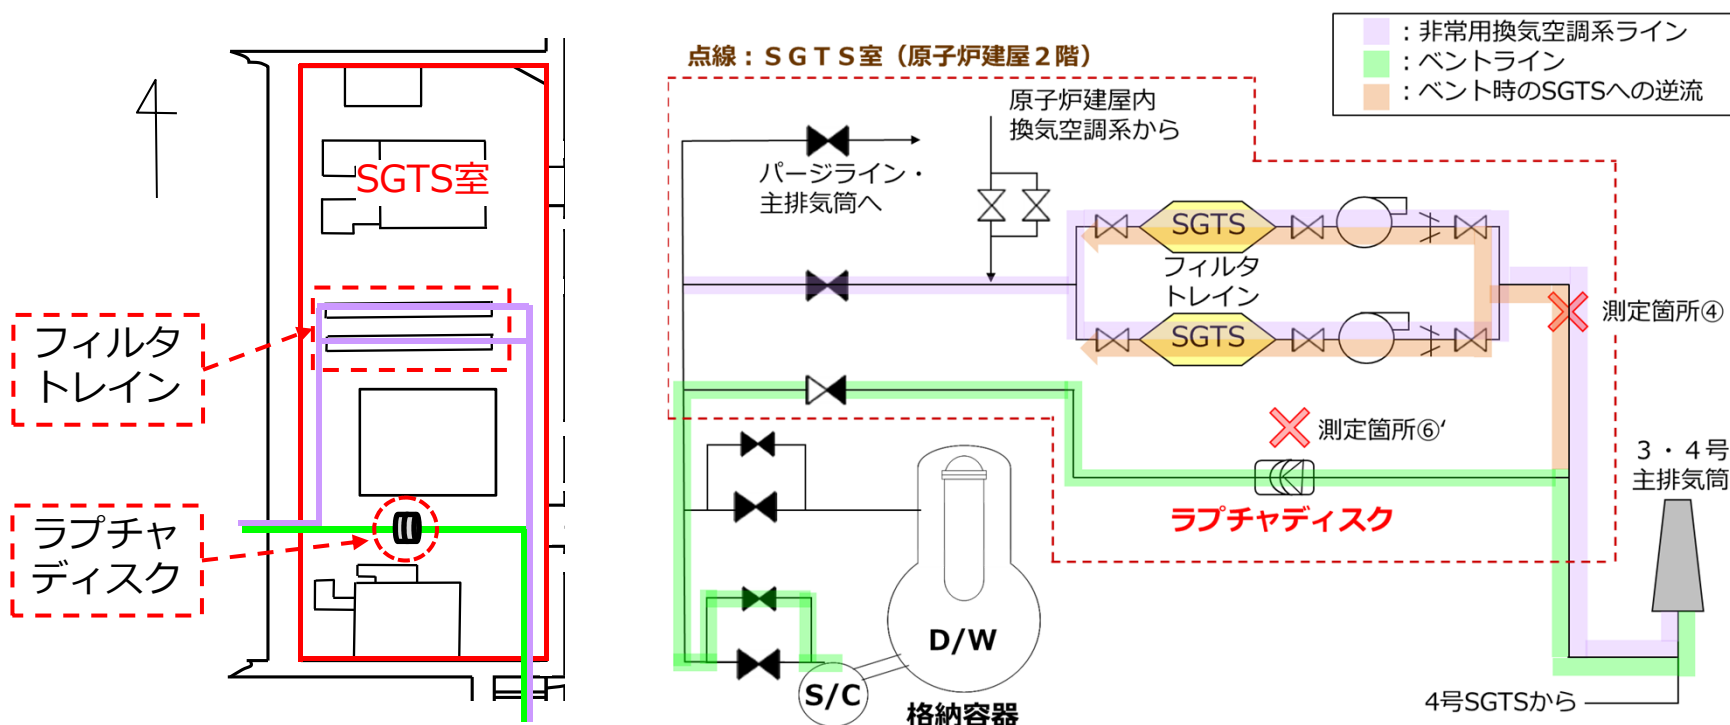 SGTS室
フィルタ
トレイン
ラプチャ
ディスク
点線：ＳＧＴＳ室（原子炉建屋２階）
：非常用換気空調系ライン
：ベントライン
：ベント時のSGTSへの逆流
原子炉建屋内
換気空調系から
パージライン・
主排気筒へ
SGTS
フィルタ
トレイン
SGTS
測定箇所④
測定箇所⑥‘
ラプチャディスク
３・４号
主排気筒
D/W
S/C
格納容器
4号SGTSから